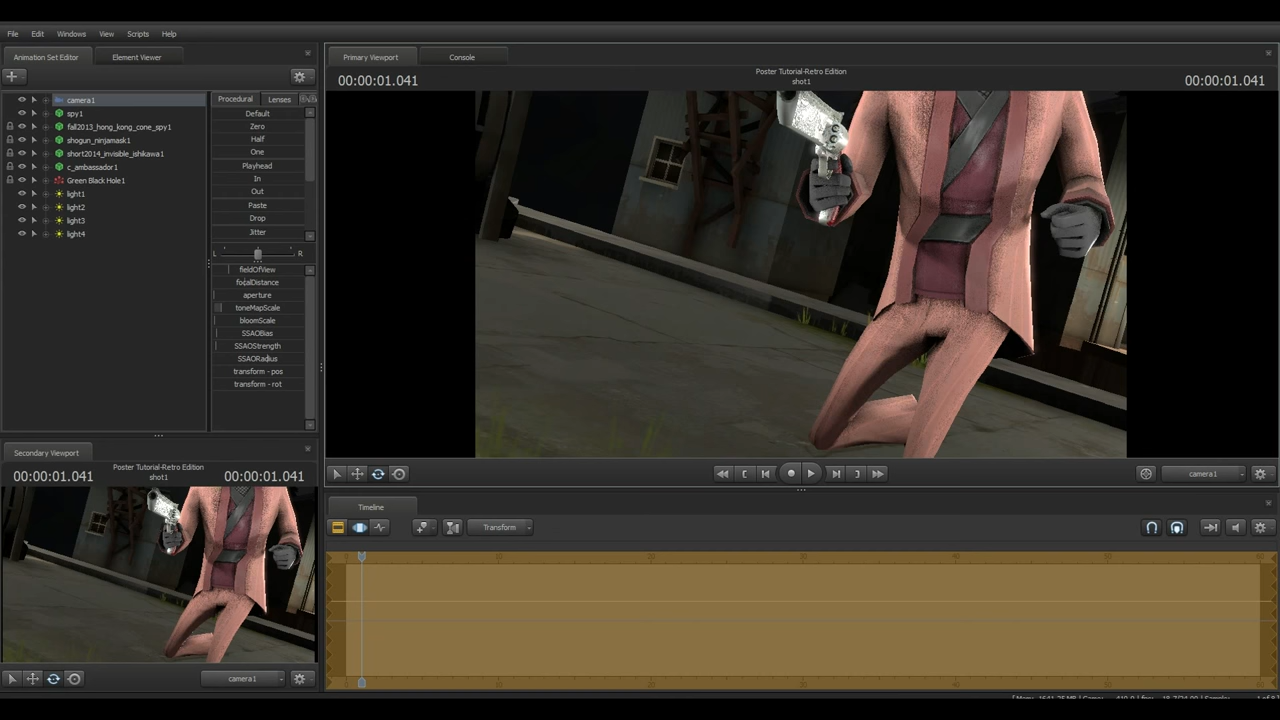 File Edit Windows View Scripts Help
Animation Set Editor Element Viewer
Primary Viewport Console
Poster Tutorial-Retro Edition
shot1
00:00:01.041
00:00:01.041
camera1
spy1
fall2013_hong_kong_cone_spy1
shogun_ninjamask1
short2014_invisible_ishikawa1
c_ambassador1
Green Black Hole1
light1
light2
light3
light4
Procedural Lenses
Default
Zero
Half
One
Playhead
In
Out
Paste
Drop
Jitter
L R
fieldOfView
focalDistance
aperture
toneMapScale
bloomScale
SSAOBias
SSAOStrength
SSAORadius
transform - pos
transform - rot
Secondary Viewport
Poster Tutorial-Retro Edition
shot1
00:00:01.041
00:00:01.041
camera1
camera1
Timeline
Transform